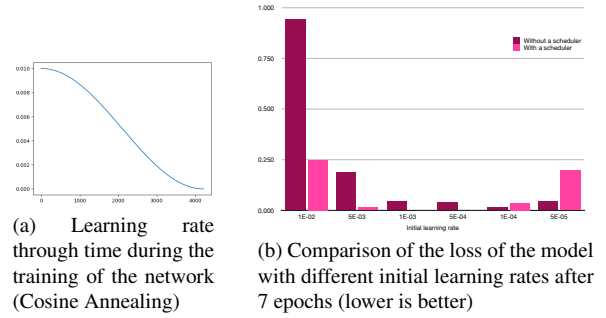 0.010
0.008
0.006
0.004
0.002
0.000
0
1000
2000
3000
4000
(a) Learning rate
through time during the
training of the network
(Cosine Annealing)
1.000
0.750
0.500
0.250
0.000
Without a scheduler
With a scheduler
1E-02 5E-03 1E-03 5E-04 1E-04 5E-05
Initial learning rate
(b) Comparison of the loss of the model
with different initial learning rates after
7 epochs (lower is better)